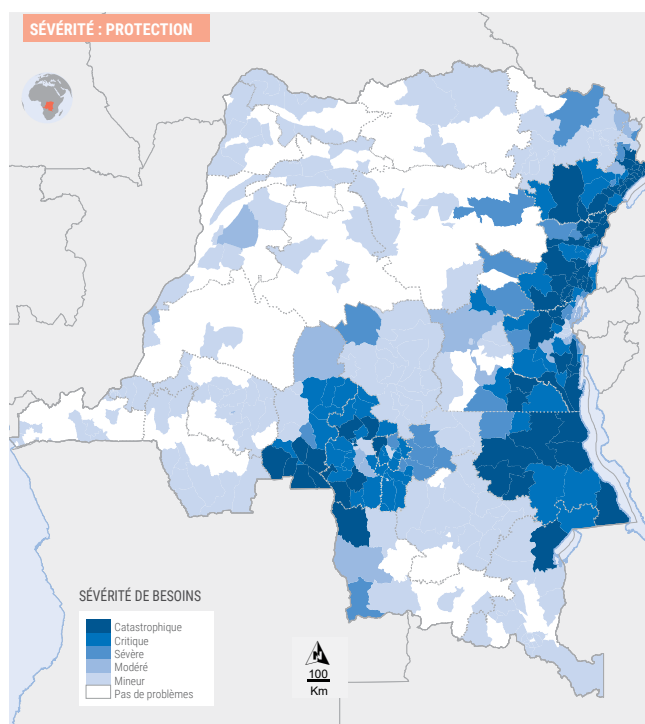 SÉVÉRITÉ : PROTECTION
SÉVÉRITÉ DE BESOINS
Catastrophique
Critique
Sévère
Modéré
Mineur
Pas de problèmes
100
Km